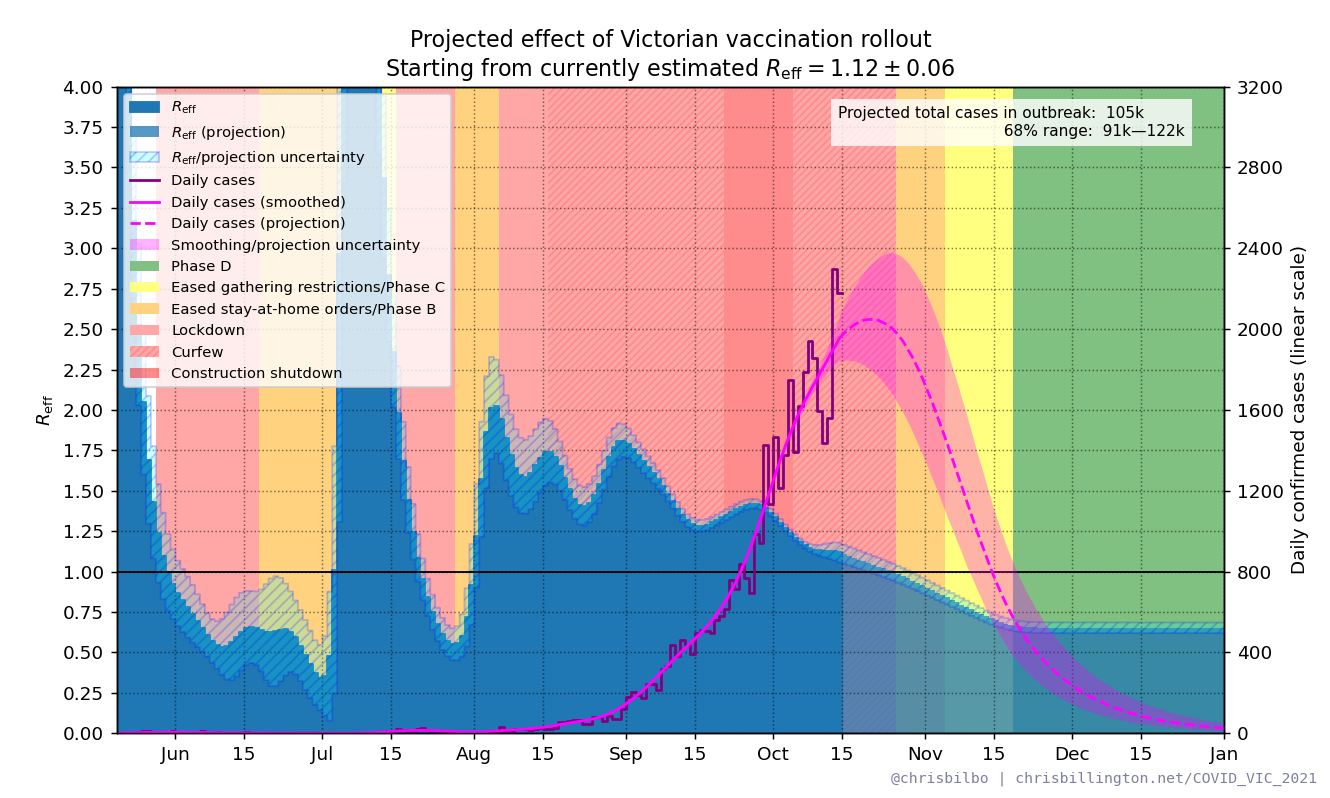 Projected effect of Victorian vaccination rollout
Starting from currently estimated R_eff = 1.12 ± 0.06
R_eff
R_eff (projection)
R_eff/projection uncertainty
Daily cases
Daily cases (smoothed)
Daily cases (projection)
Smoothing/projection uncertainty
Phase D
Eased gathering restrictions/Phase C
Eased stay-at-home orders/Phase B
Lockdown
Curfew
Construction shutdown
Projected total cases in outbreak: 105k
68% range: 91k—122k
4.00
3.75
3.50
3.25
3.00
2.75
2.50
2.25
2.00
1.75
1.50
1.25
1.00
0.75
0.50
0.25
0.00
R_eff
3200
2800
2400
2000
1600
1200
800
400
0
Daily confirmed cases (linear scale)
Jun 15 Jul 15 Aug 15 Sep 15 Oct 15 Nov 15 Dec 15 Jan
@chrisbilbo | chrisbillington.net/COVID_VIC_2021